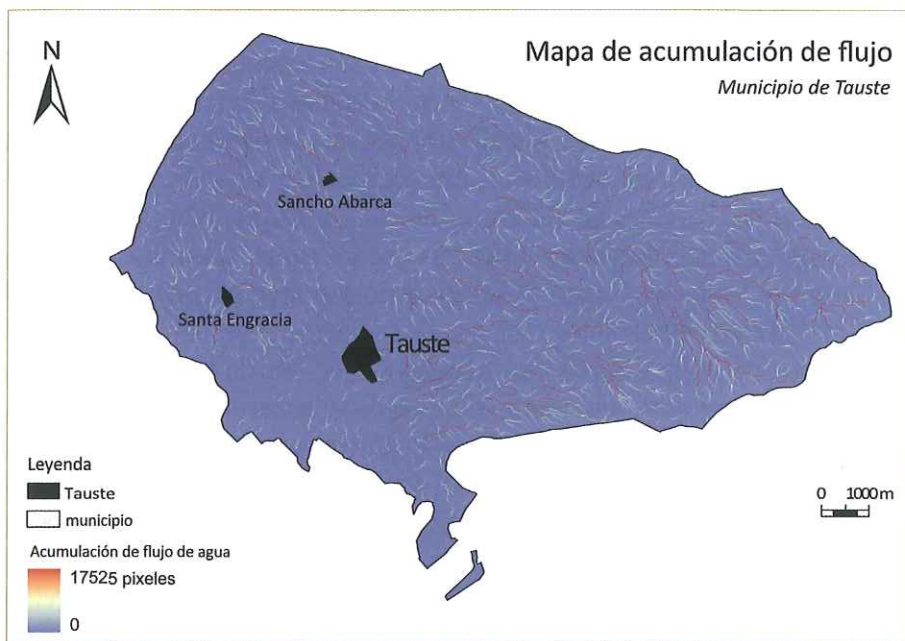 N
Mapa de acumulación de flujo
Municipio de Tauste
Sancho Abarca
Santa Engracia
Tauste
Leyenda
Tauste
municipio
Acumulación de flujo de agua
17525 pixeles
0
0 1000 m